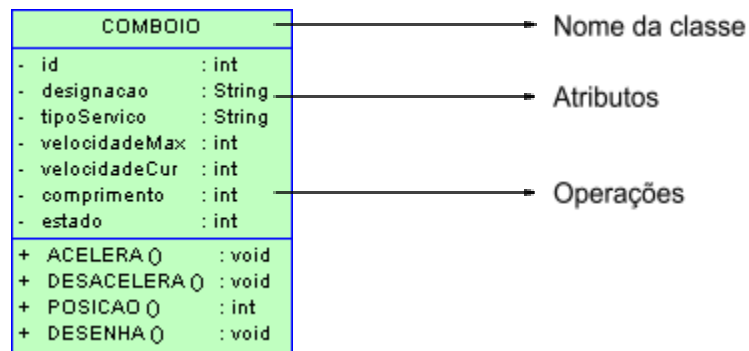 COMBOIO
Nome da classe
- id : int
- designacao : String
Atributos
- tipoServico : String
- velocidadeMax : int
- velocidadeCur : int
- comprimento : int
Operações
- estado : int
+ ACELERA () : void
+ DESACELERA () : void
+ POSICAO () : int
+ DESENHA () : void